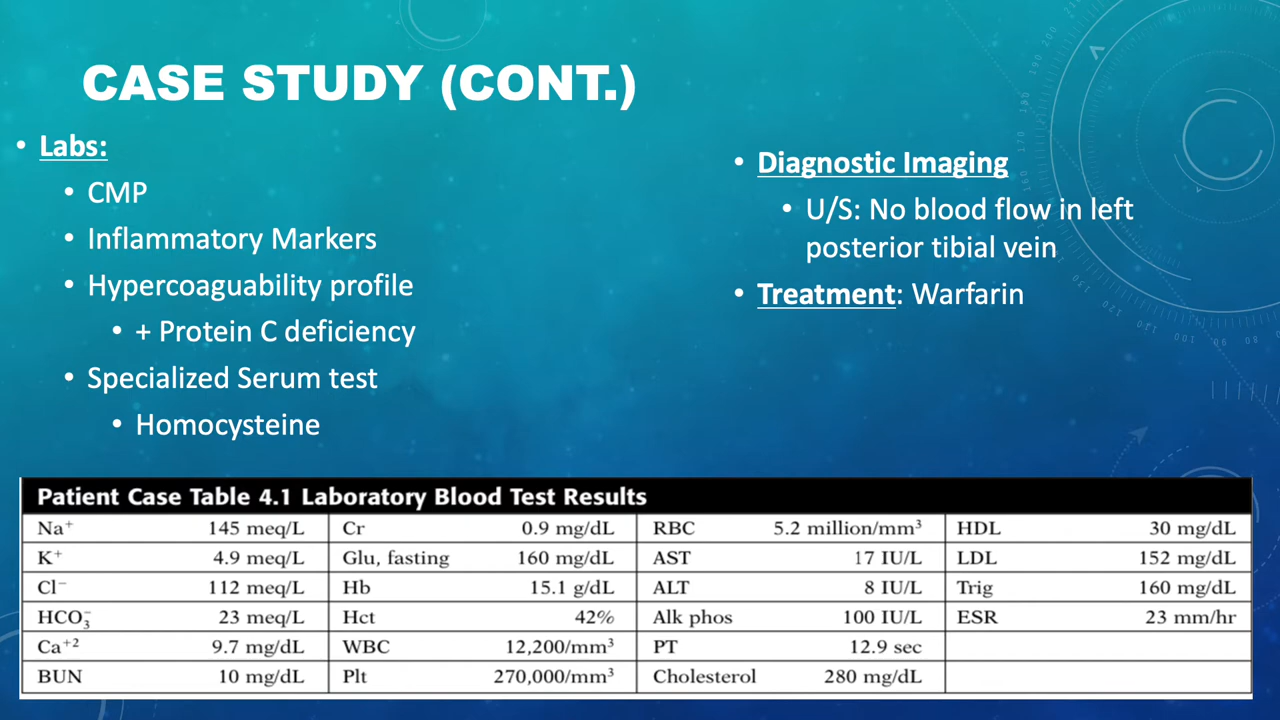 CASE STUDY (CONT.)
• Labs:
• CMP
• Inflammatory Markers
• Hypercoaguability profile
• + Protein C deficiency
• Specialized Serum test
• Homocysteine
• Diagnostic Imaging
• U/S: No blood flow in left
posterior tibial vein
• Treatment: Warfarin
Patient Case Table 4.1 Laboratory Blood Test Results
Na⁺ 145 meq/L Cr 0.9 mg/dL RBC 5.2 million/mm³ HDL 30 mg/dL
K⁺ 4.9 meq/L Glu, fasting 160 mg/dL AST 17 IU/L LDL 152 mg/dL
Cl⁻ 112 meq/L Hb 15.1 g/dL ALT 8 IU/L Trig 160 mg/dL
HCO₃⁻ 23 meq/L Hct 42% Alk phos 100 IU/L ESR 23 mm/hr
Ca⁺² 9.7 mg/dL WBC 12,200/mm³ PT 12.9 sec
BUN 10 mg/dL Plt 270,000/mm³ Cholesterol 280 mg/dL